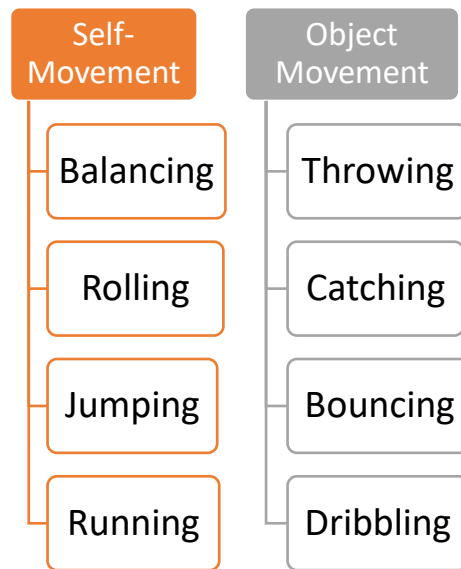 Self-
Movement
Balancing
Rolling
Jumping
Running
Object
Movement
Throwing
Catching
Bouncing
Dribbling